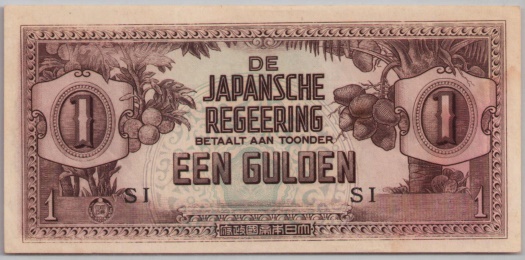 DE
JAPANSCHE
REGEERING
BETAALT AAN TOONDER
EEN GULDEN
1
1
SI
SI
1
1
大日本帝國政府